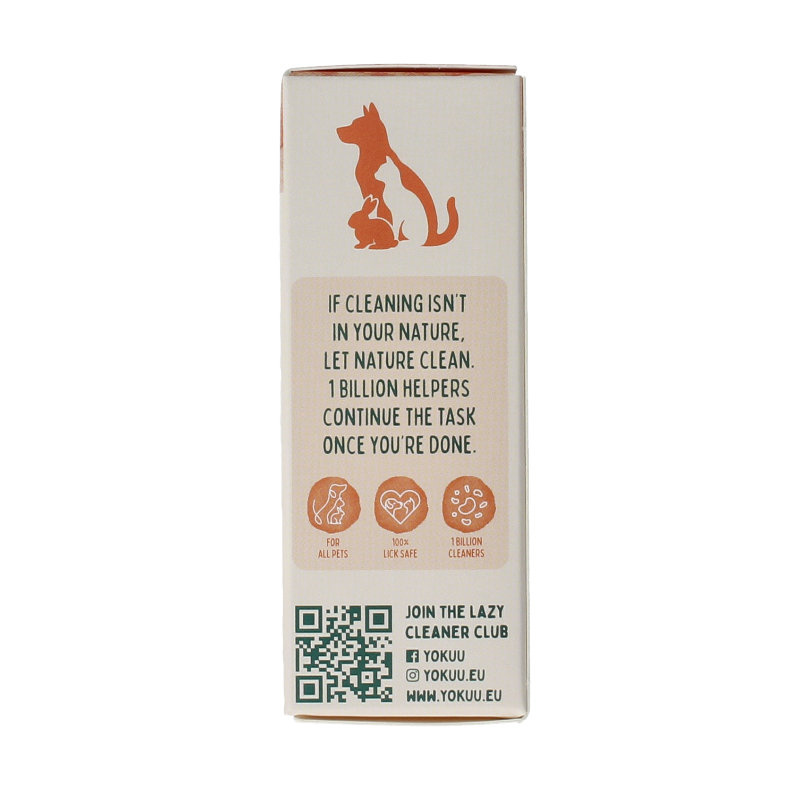 IF CLEANING ISN'T
IN YOUR NATURE,
LET NATURE CLEAN.
1 BILLION HELPERS
CONTINUE THE TASK
ONCE YOU'RE DONE.
FOR
ALL PETS
100%
LICK SAFE
1 BILLION
CLEANERS
JOIN THE LAZY
CLEANER CLUB
YOKUU
YOKUU.EU
WWW.YOKUU.EU